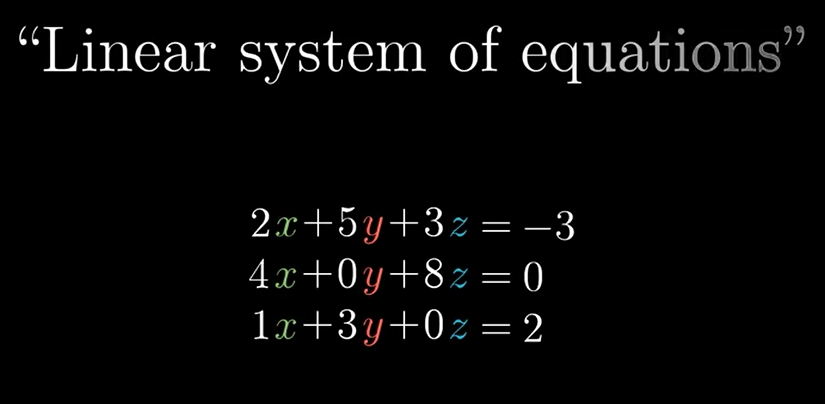 “Linear system of equations”
2x+5y+3z = −3
4x+0y+8z = 0
1x+3y+0z = 2